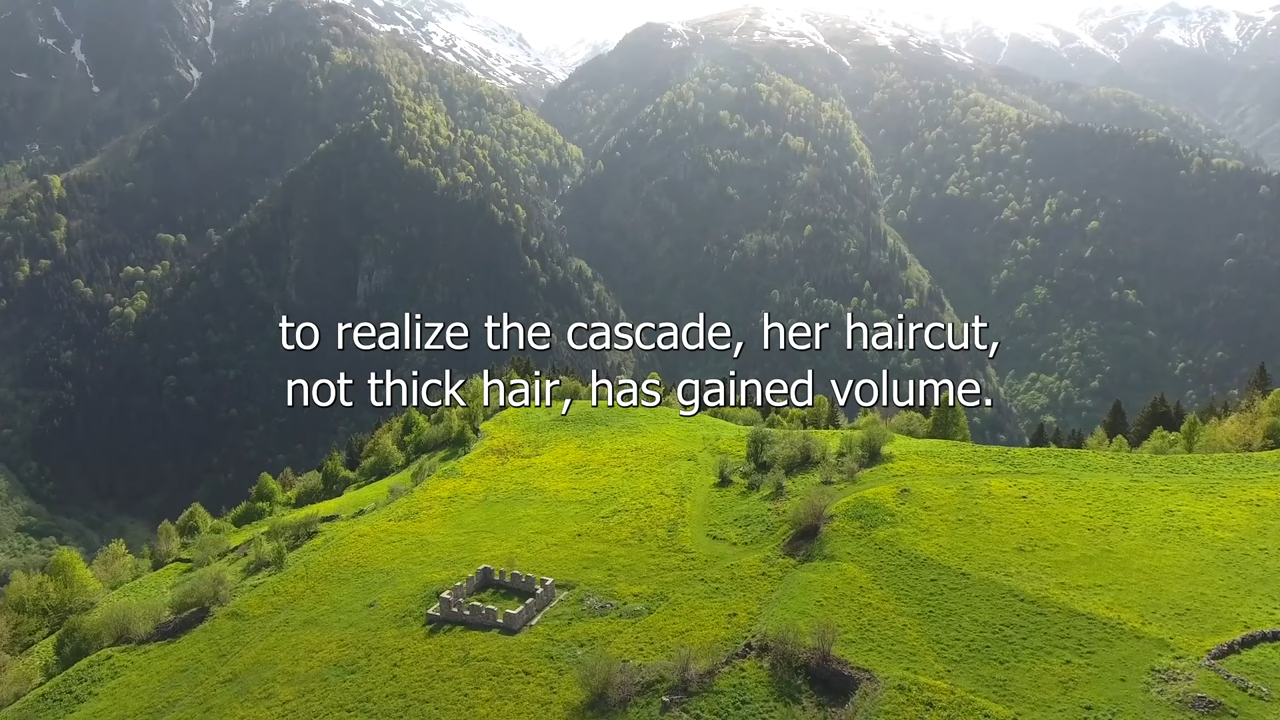 to realize the cascade, her haircut,
not thick hair, has gained volume.